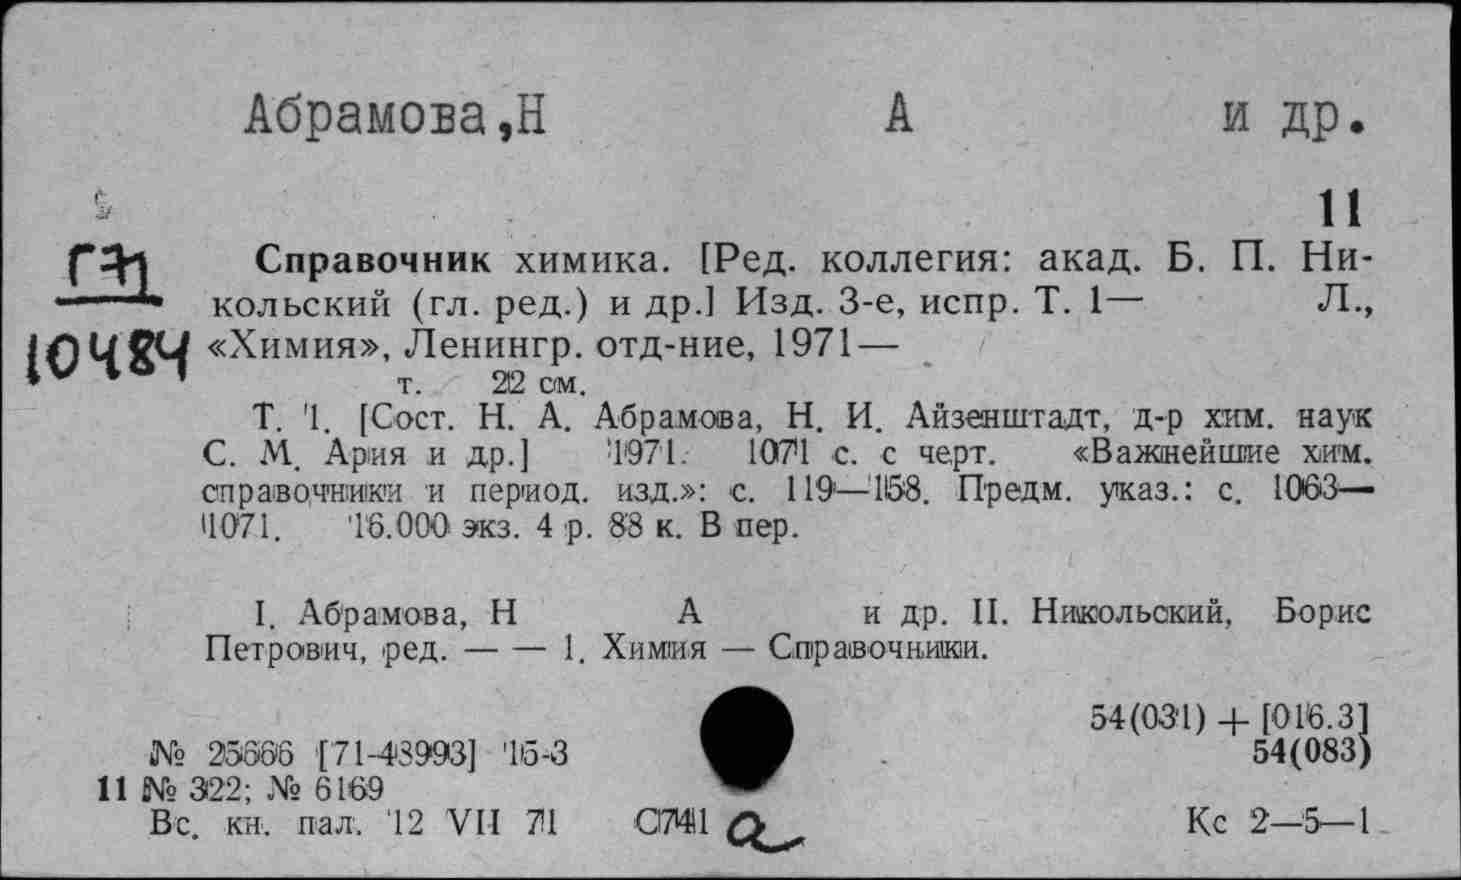 Абрамова,Н А и др.
11
Справочник химика. [Ред. коллегия: акад. Б. П. Ни-
кольский (гл. ред.) и др.] Изд. 3-е, испр. Т. 1— Л.,
10484 «Химия», Ленингр. отд-ние, 1971—
т. 22 см.
Т. 1. [Сост. Н. А. Абрамова, Н. И. Айзенштадт, д-р хим. наук
С. М. Ария и др.] 1971. 1071 с. с черт. «Важнейшие хим.
справочники и период. изд.»: с. 119—158. Предм. указ.: с. 1063—
1071. 16.000 экз. 4 р. 88 к. В пер.
I. Абрамова, Н А и др. II. Никольский, Борис
Петрович, ред. — — 1. Химия — Справочники.
54(031) + [016.3]
№ 25666 [71-43993] 15-3 54(083)
11 № 322; № 6169
Вс. кн. пал. 12 VII 71 С741 Кс 2—5—1